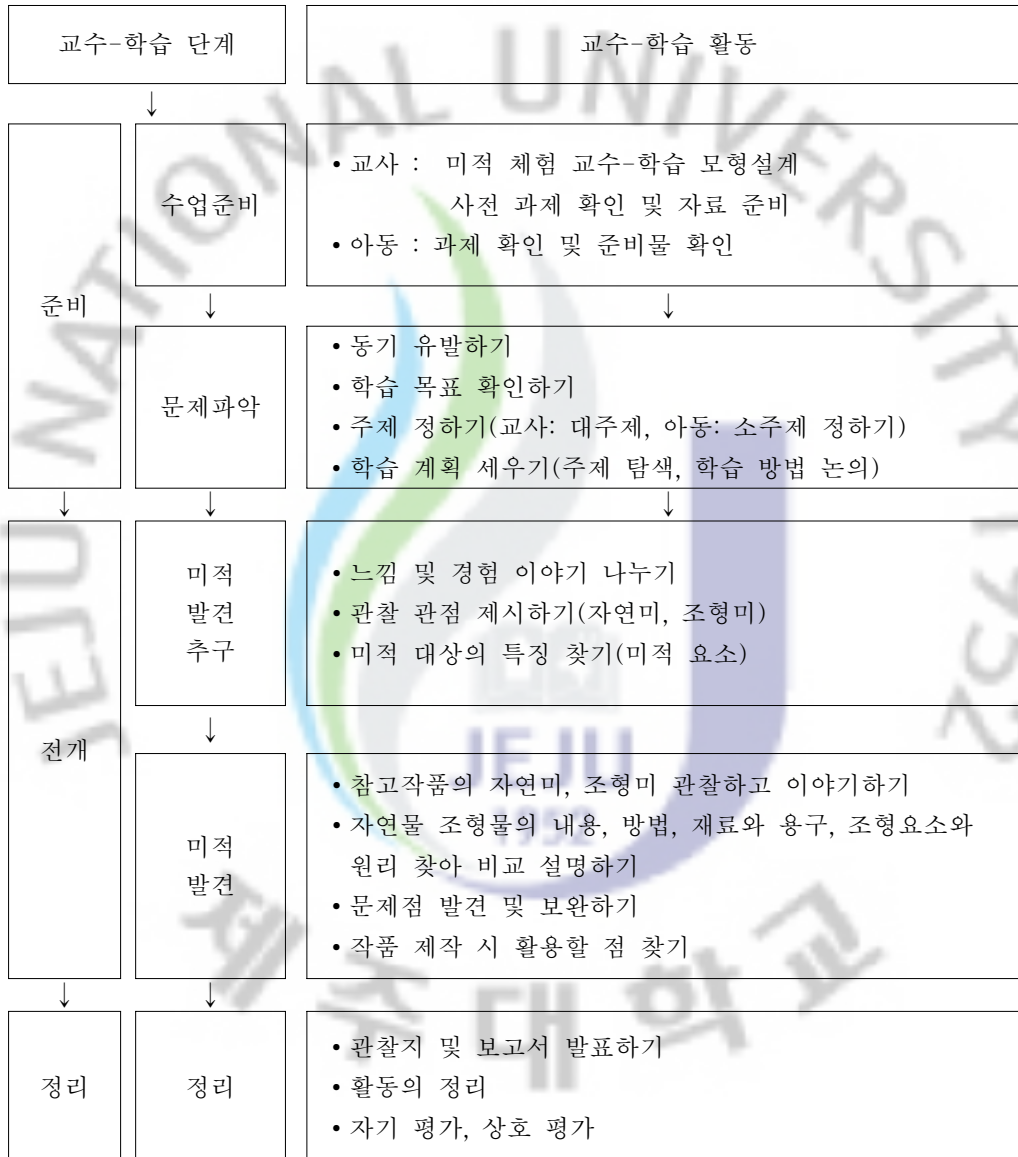 교수-학습 단계
교수-학습 활동
↓
준비
수업준비
• 교사 : 미적 체험 교수-학습 모형설계
사전 과제 확인 및 자료 준비
• 아동 : 과제 확인 및 준비물 확인
↓ ↓
문제파악
• 동기 유발하기
• 학습 목표 확인하기
• 주제 정하기(교사: 대주제, 아동: 소주제 정하기)
• 학습 계획 세우기(주제 탐색, 학습 방법 논의)
↓ ↓ ↓
전개
미적
발견
추구
• 느낌 및 경험 이야기 나누기
• 관찰 관점 제시하기(자연미, 조형미)
• 미적 대상의 특징 찾기(미적 요소)
↓
미적
발견
• 참고작품의 자연미, 조형미 관찰하고 이야기하기
• 자연물 조형물의 내용, 방법, 재료와 용구, 조형요소와
원리 찾아 비교 설명하기
• 문제점 발견 및 보완하기
• 작품 제작 시 활용할 점 찾기
↓ ↓
정리
정리
• 관찰지 및 보고서 발표하기
• 활동의 정리
• 자기 평가, 상호 평가
JEJU NATIONAL UNIVERSITY 1952
JEJU
1952
제주대학교